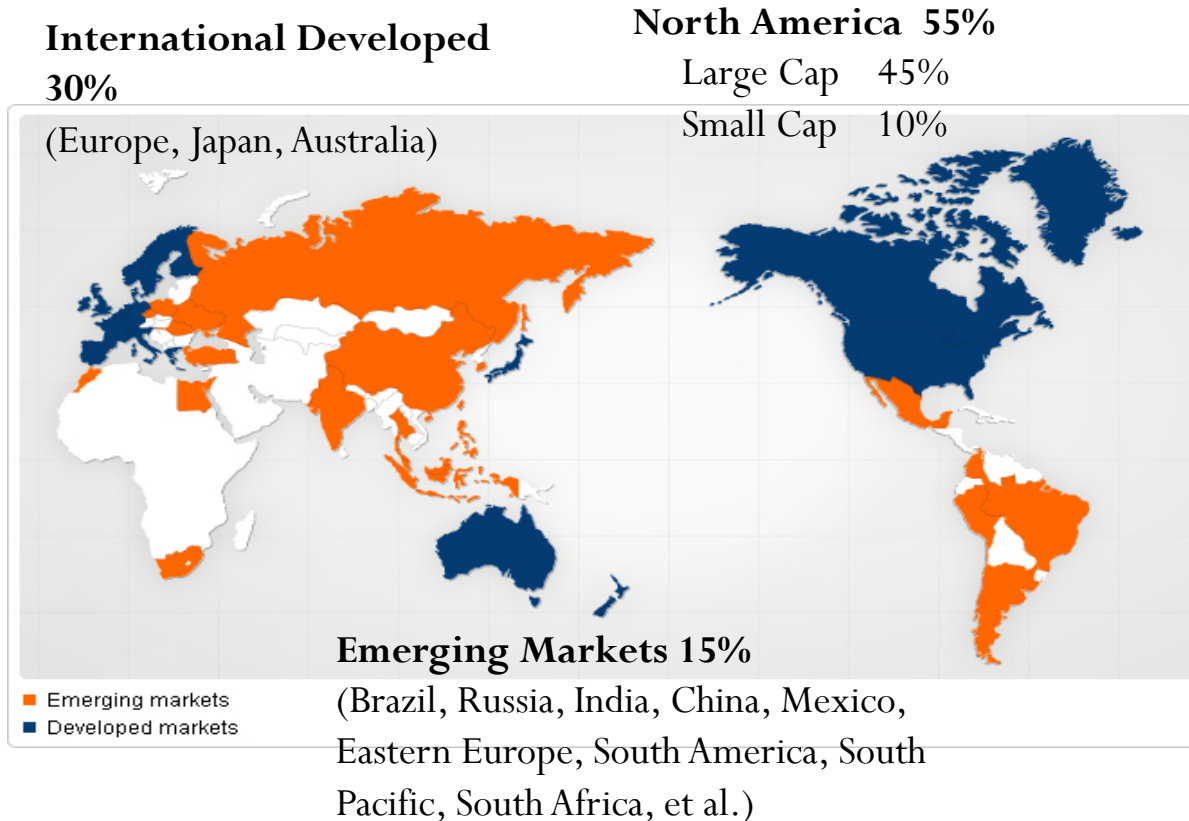 International Developed
30%
(Europe, Japan, Australia)
North America 55%
Large Cap 45%
Small Cap 10%
Emerging Markets 15%
(Brazil, Russia, India, China, Mexico,
Eastern Europe, South America, South
Pacific, South Africa, et al.)
Emerging markets
Developed markets